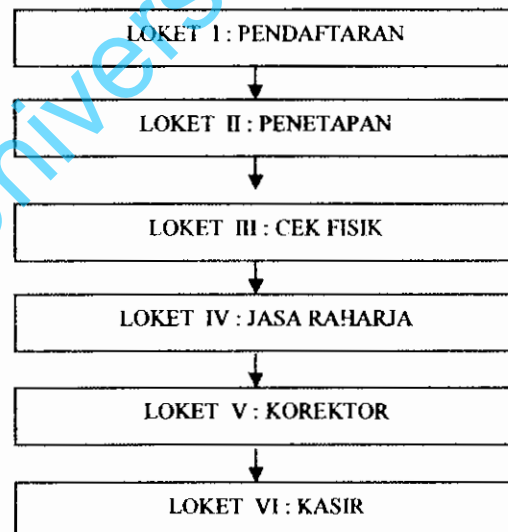 LOKET I : PENDAFTARAN
LOKET II : PENETAPAN
LOKET III : CEK FISIK
LOKET IV : JASA RAHARJA
LOKET V : KOREKTOR
LOKET VI : KASIR